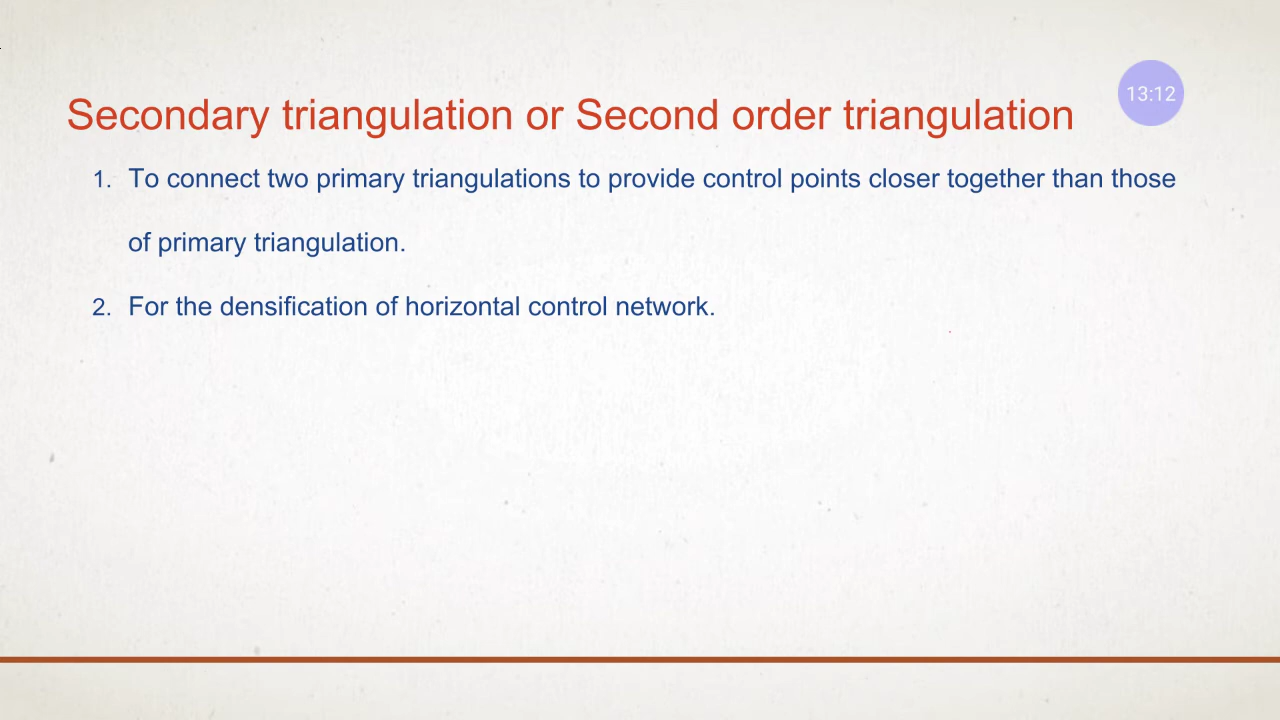 Secondary triangulation or Second order triangulation
13:12
1. To connect two primary triangulations to provide control points closer together than those
of primary triangulation.
2. For the densification of horizontal control network.